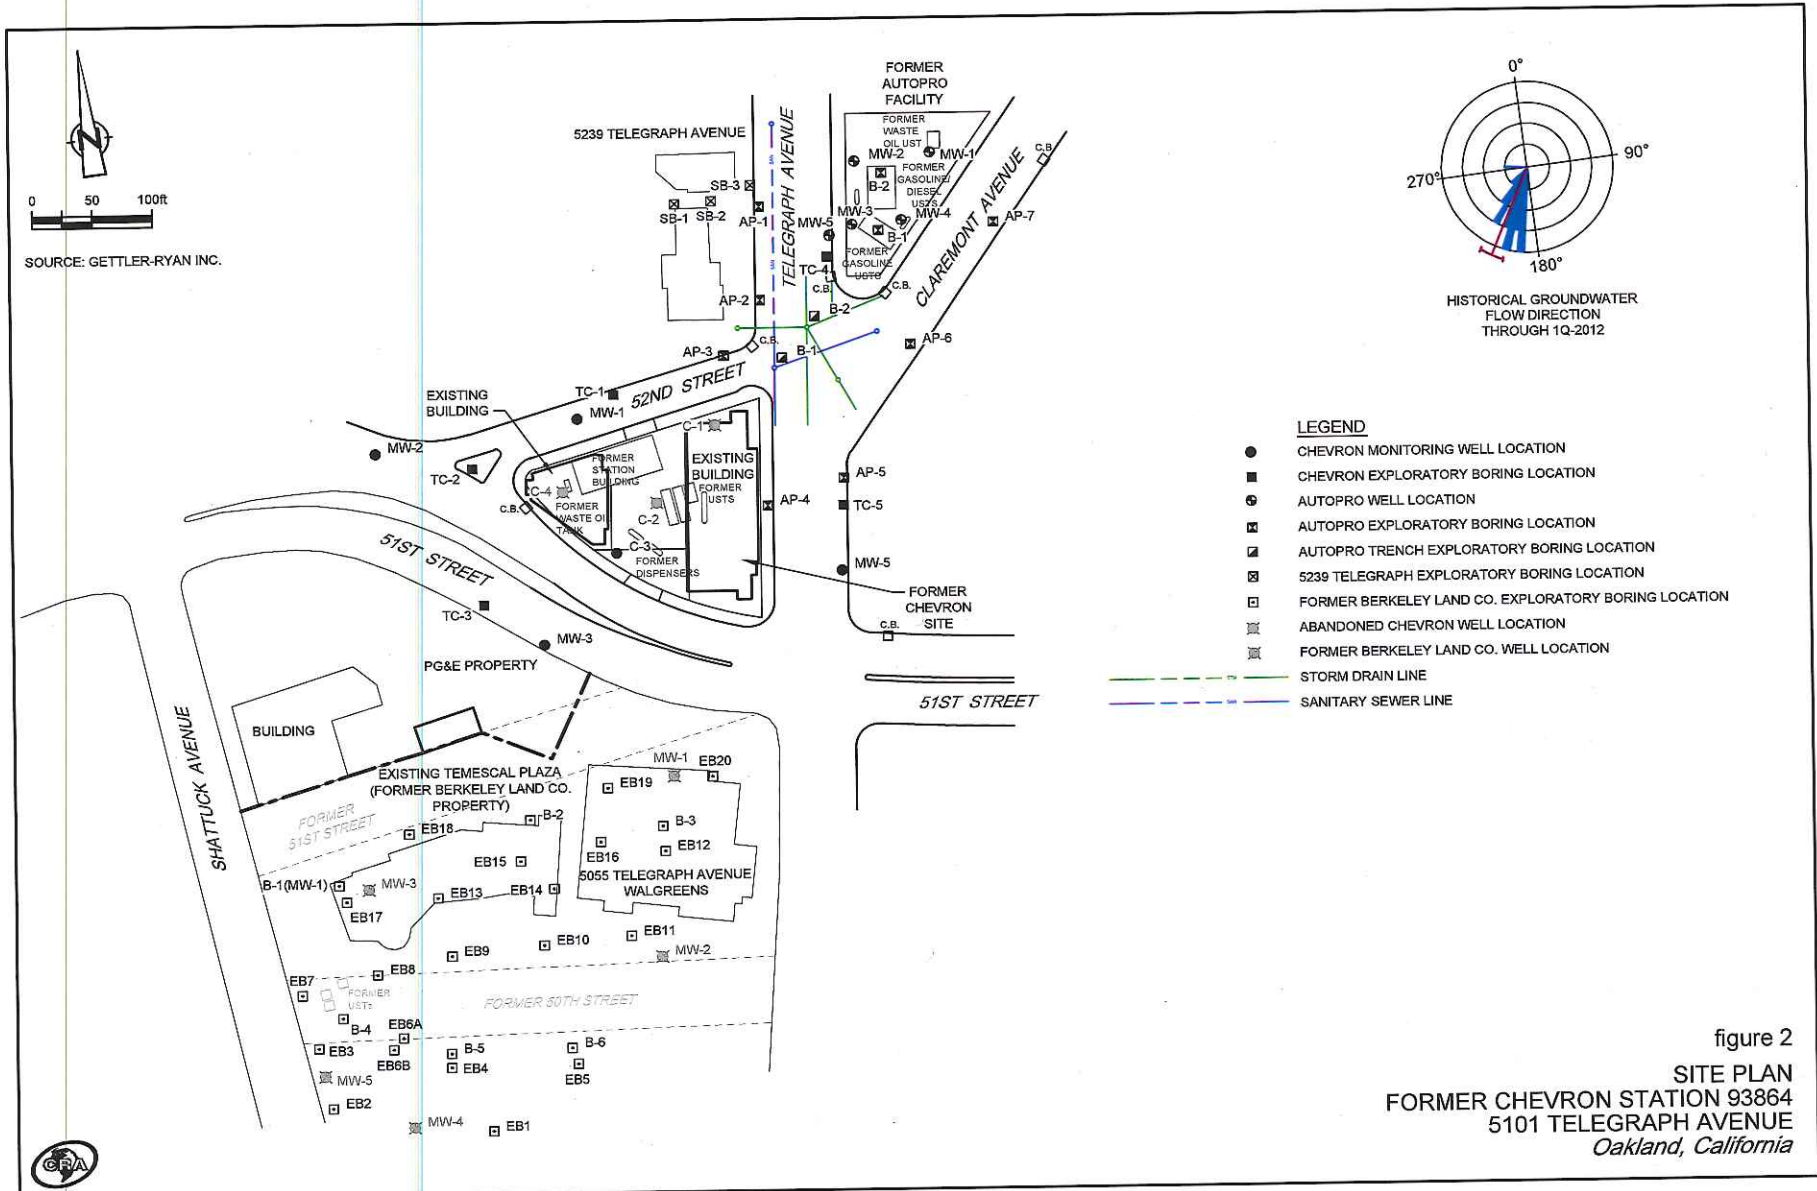 FORMER
AUTOPRO
FACILITY
5239 TELEGRAPH AVENUE
TELEGRAPH AVENUE
FORMER
WASTE
OIL UST
MW-2
MW-1
FORMER
GASOLINE/
DIESEL
USTS
B-2
MW-3
MW-4
MW-5
B-1
FORMER
GASOLINE
USTS
TC-4
C.B.
C.B.
C.B.
CLAREMONT AVENUE
AP-7
SB-3
SB-1
SB-2
AP-1
AP-2
B-2
AP-3
C.B.
B-1
AP-6
N
0 50 100ft
SOURCE: GETTLER-RYAN INC.
0°
90°
270°
180°
HISTORICAL GROUNDWATER
FLOW DIRECTION
THROUGH 1Q-2012
52ND STREET
TC-1
MW-1
EXISTING
BUILDING
MW-2
TC-2
C-1
FORMER
STATION
BUILDING
EXISTING
BUILDING
FORMER
USTS
C-4
FORMER
WASTE OIL
TANK
C-2
C.B.
C-3
FORMER
DISPENSERS
AP-4
AP-5
TC-5
MW-5
FORMER
CHEVRON
SITE
C.B.
51ST STREET
TC-3
MW-3
PG&E PROPERTY
51ST STREET
LEGEND
CHEVRON MONITORING WELL LOCATION
CHEVRON EXPLORATORY BORING LOCATION
AUTOPRO WELL LOCATION
AUTOPRO EXPLORATORY BORING LOCATION
AUTOPRO TRENCH EXPLORATORY BORING LOCATION
5239 TELEGRAPH EXPLORATORY BORING LOCATION
FORMER BERKELEY LAND CO. EXPLORATORY BORING LOCATION
ABANDONED CHEVRON WELL LOCATION
FORMER BERKELEY LAND CO. WELL LOCATION
STORM DRAIN LINE
SANITARY SEWER LINE
SHATTUCK AVENUE
BUILDING
EXISTING TEMESCAL PLAZA
(FORMER BERKELEY LAND CO.
PROPERTY)
FORMER
51ST STREET
MW-1
EB20
EB19
B-2
EB18
B-3
EB16
EB12
EB15
5055 TELEGRAPH AVENUE
WALGREENS
B-1(MW-1)
MW-3
EB13
EB14
EB17
EB11
EB10
EB9
MW-2
EB8
EB7
FORMER
USTs
FORMER 50TH STREET
B-4
EB6A
EB3
EB6B
B-5
EB4
B-6
EB5
MW-5
EB2
MW-4
EB1
CRA
figure 2
SITE PLAN
FORMER CHEVRON STATION 93864
5101 TELEGRAPH AVENUE
Oakland, California